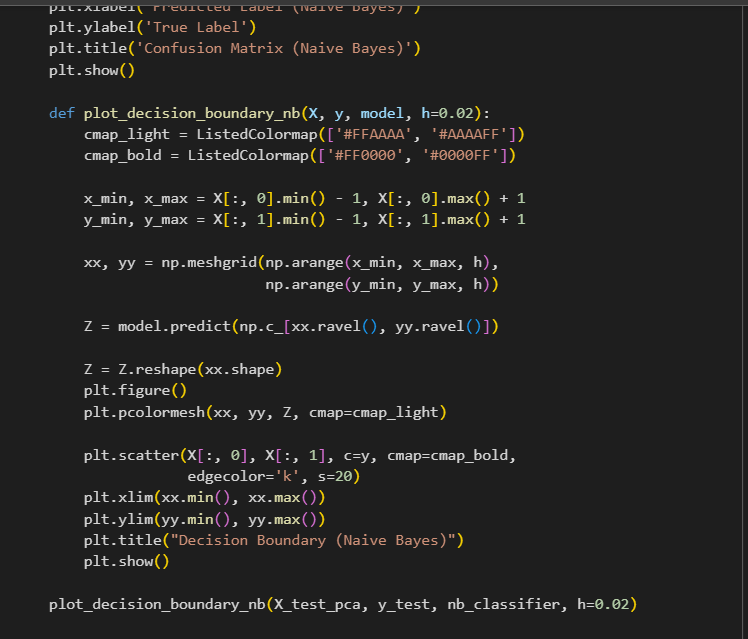 plt.xlabel('Predicted Label (Naive Bayes)')
plt.ylabel('True Label')
plt.title('Confusion Matrix (Naive Bayes)')
plt.show()

def plot_decision_boundary_nb(X, y, model, h=0.02):
    cmap_light = ListedColormap(['#FFAAAA', '#AAAAFF'])
    cmap_bold = ListedColormap(['#FF0000', '#0000FF'])

    x_min, x_max = X[:, 0].min() - 1, X[:, 0].max() + 1
    y_min, y_max = X[:, 1].min() - 1, X[:, 1].max() + 1

    xx, yy = np.meshgrid(np.arange(x_min, x_max, h),
                         np.arange(y_min, y_max, h))

    Z = model.predict(np.c_[xx.ravel(), yy.ravel()])

    Z = Z.reshape(xx.shape)
    plt.figure()
    plt.pcolormesh(xx, yy, Z, cmap=cmap_light)

    plt.scatter(X[:, 0], X[:, 1], c=y, cmap=cmap_bold,
                edgecolor='k', s=20)
    plt.xlim(xx.min(), xx.max())
    plt.ylim(yy.min(), yy.max())
    plt.title("Decision Boundary (Naive Bayes)")
    plt.show()

plot_decision_boundary_nb(X_test_pca, y_test, nb_classifier, h=0.02)